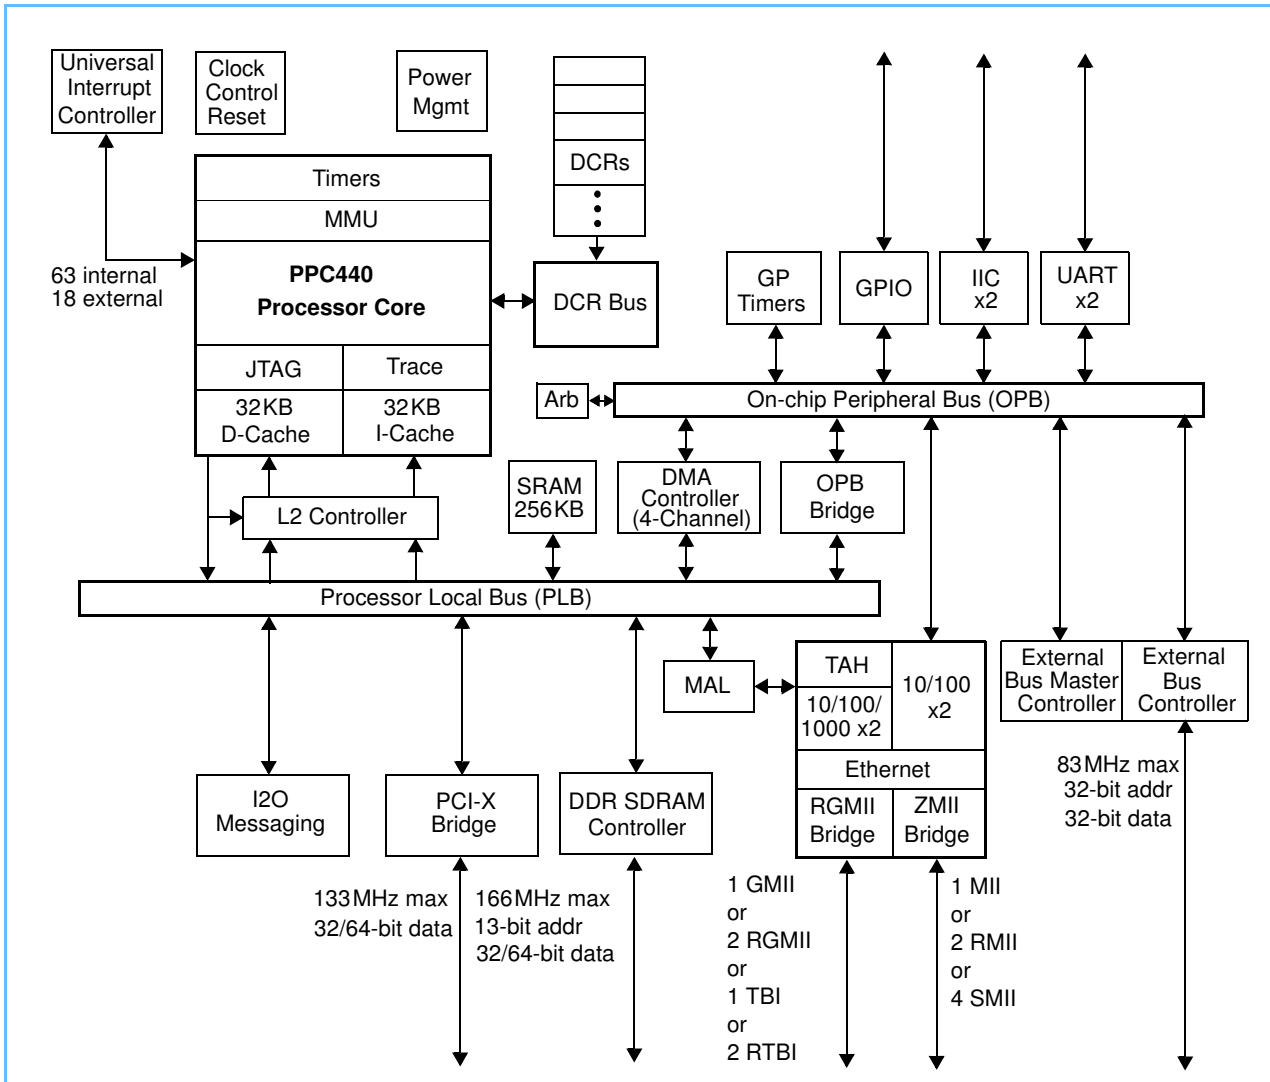 Universal
Interrupt
Controller
Clock
Control
Reset
Power
Mgmt
DCRs
Timers
MMU
PPC440
Processor Core
63 internal
18 external
DCR Bus
GP
Timers
GPIO
IIC
x2
UART
x2
JTAG
Trace
32KB
D-Cache
32KB
I-Cache
Arb
On-chip Peripheral Bus (OPB)
L2 Controller
SRAM
256KB
DMA
Controller
(4-Channel)
OPB
Bridge
Processor Local Bus (PLB)
MAL
TAH
10/100/
1000 x2
10/100
x2
Ethernet
RGMII
Bridge
ZMII
Bridge
External
Bus Master
Controller
External
Bus
Controller
I2O
Messaging
PCI-X
Bridge
DDR SDRAM
Controller
83MHz max
32-bit addr
32-bit data
133MHz max
32/64-bit data
166MHz max
13-bit addr
32/64-bit data
1 GMII
or
2 RGMII
or
1 TBI
or
2 RTBI
1 MII
or
2 RMII
or
4 SMII